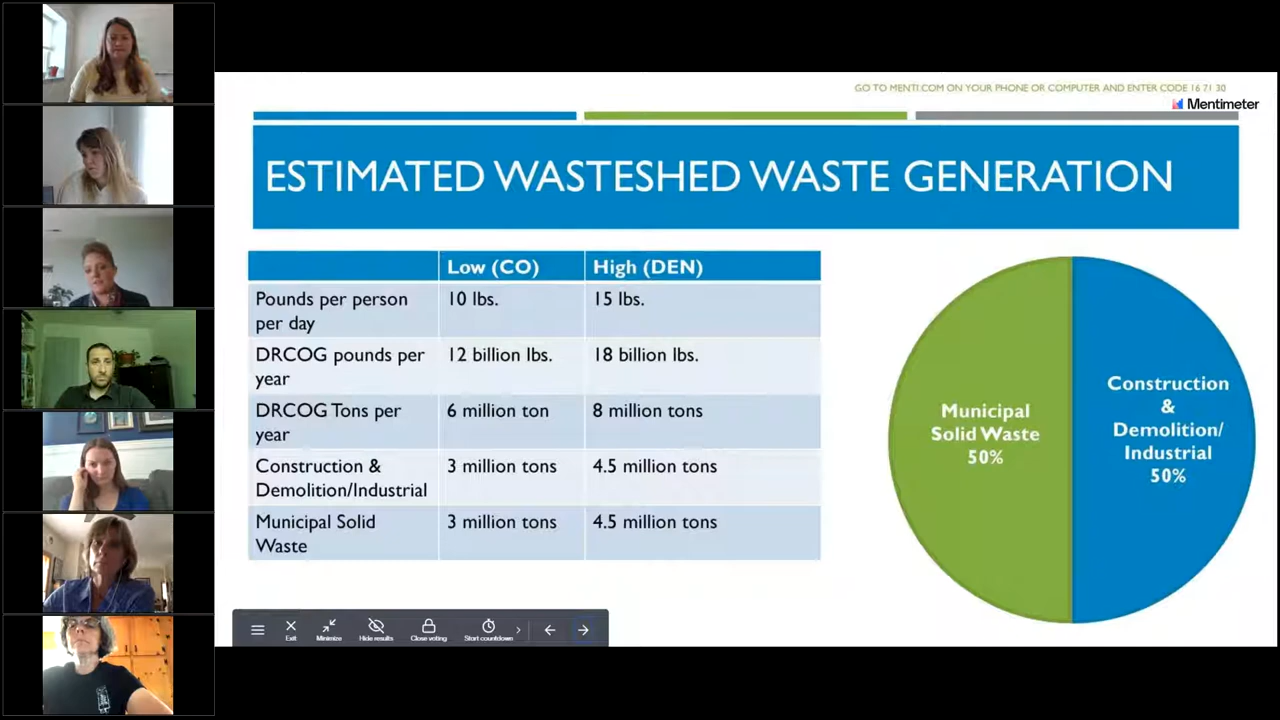 GO TO MENTI.COM ON YOUR PHONE OR COMPUTER AND ENTER CODE 16 71 30
Mentimeter
ESTIMATED WASTESHED WASTE GENERATION
Low (CO) High (DEN)
Pounds per person per day 10 lbs. 15 lbs.
DRCOG pounds per year 12 billion lbs. 18 billion lbs.
DRCOG Tons per year 6 million ton 8 million tons
Construction & Demolition/Industrial 3 million tons 4.5 million tons
Municipal Solid Waste 3 million tons 4.5 million tons
Municipal
Solid Waste
50%
Construction
&
Demolition/
Industrial
50%
Exit Minimize Hide results Close voting Start countdown